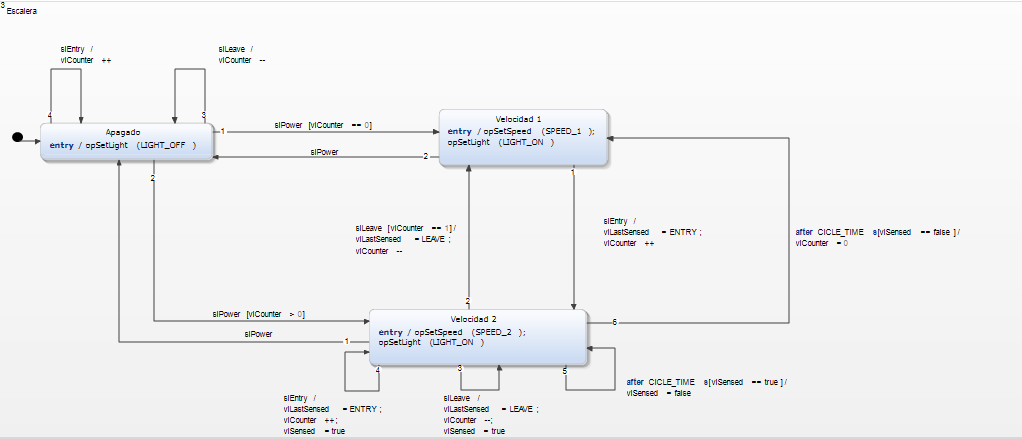 3
Escalera
siEntry /
viCounter ++
siLeave /
viCounter --
4
3
Apagado
entry / opSetLight (LIGHT_OFF )
1
siPower [viCounter == 0]
siPower
2
2
Velocidad 1
entry / opSetSpeed (SPEED_1 );
opSetLight (LIGHT_ON )
1
siLeave [viCounter == 1]/
viLastSensed = LEAVE ;
viCounter --
siEntry /
viLastSensed = ENTRY ;
viCounter ++
after CICLE_TIME s[viSensed == false ]/
viCounter = 0
2
siPower [viCounter > 0]
siPower
1
Velocidad 2
entry / opSetSpeed (SPEED_2 );
opSetLight (LIGHT_ON )
6
4
3
5
siEntry /
viLastSensed = ENTRY ;
viCounter ++;
viSensed = true
siLeave /
viLastSensed = LEAVE ;
viCounter --;
viSensed = true
after CICLE_TIME s[viSensed == true ]/
viSensed = false